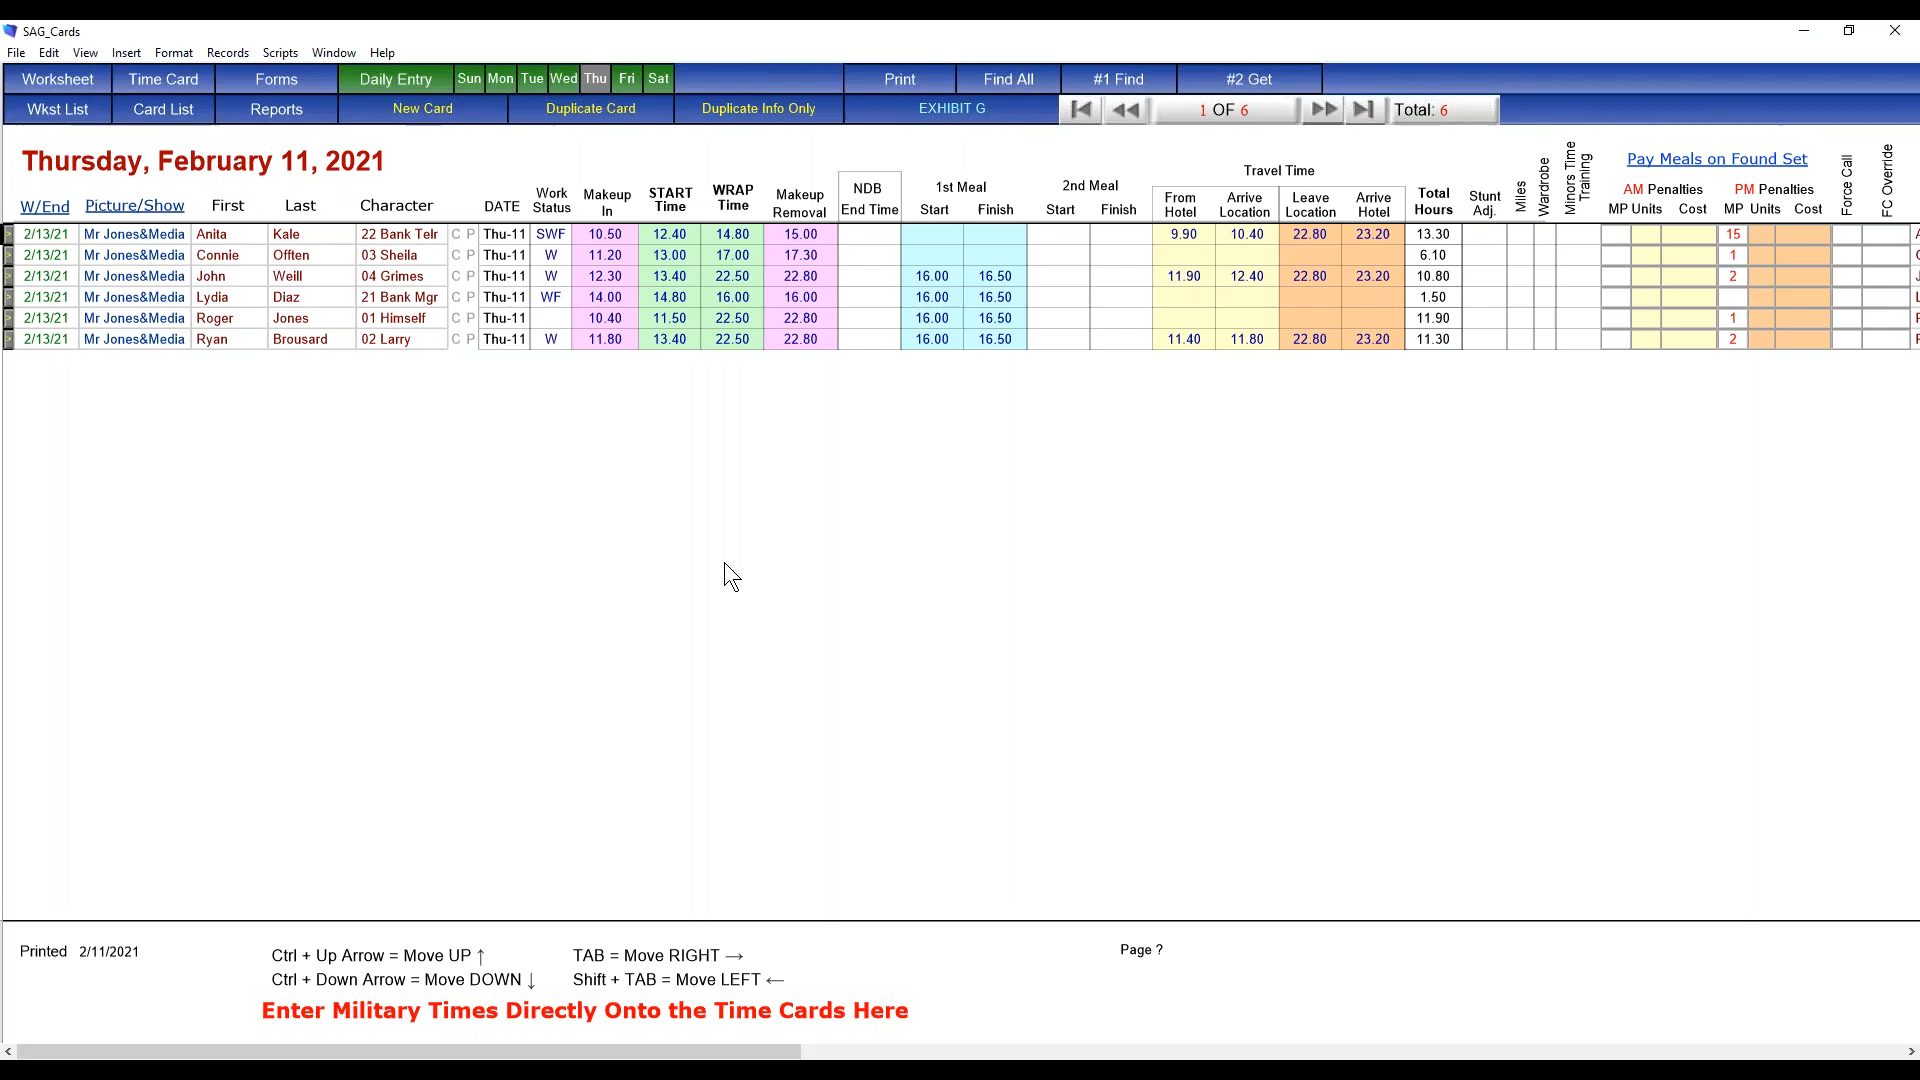 SAG_Cards
File Edit View Insert Format Records Scripts Window Help
Worksheet Time Card Forms Daily Entry Sun Mon Tue Wed Thu Fri Sat Print Find All #1 Find #2 Get
Wkst List Card List Reports New Card Duplicate Card Duplicate Info Only EXHIBIT G 1 OF 6 Total: 6
Thursday, February 11, 2021
W/End Picture/Show First Last Character DATE Work Status Makeup In START Time WRAP Time Makeup Removal NDB End Time 1st Meal Start Finish 2nd Meal Start Finish Travel Time From Hotel Arrive Location Leave Location Arrive Hotel Total Hours Stunt Adj. Miles Wardrobe Minors Time Training Pay Meals on Found Set AM Penalties MP Units Cost PM Penalties MP Units Cost Force Call FC Override
> 2/13/21 Mr Jones&Media Anita Kale 22 Bank Telr C P Thu-11 SWF 10.50 12.40 14.80 15.00 9.90 10.40 22.80 23.20 13.30 15
> 2/13/21 Mr Jones&Media Connie Offten 03 Sheila C P Thu-11 W 11.20 13.00 17.00 17.30 6.10 1
> 2/13/21 Mr Jones&Media John Weill 04 Grimes C P Thu-11 W 12.30 13.40 22.50 22.80 16.00 16.50 11.90 12.40 22.80 23.20 10.80 2
> 2/13/21 Mr Jones&Media Lydia Diaz 21 Bank Mgr C P Thu-11 WF 14.00 14.80 16.00 16.00 16.00 16.50 1.50
> 2/13/21 Mr Jones&Media Roger Jones 01 Himself C P Thu-11 10.40 11.50 22.50 22.80 16.00 16.50 11.90 1
> 2/13/21 Mr Jones&Media Ryan Brousard 02 Larry C P Thu-11 W 11.80 13.40 22.50 22.80 16.00 16.50 11.40 11.80 22.80 23.20 11.30 2
Printed 2/11/2021
Ctrl + Up Arrow = Move UP ↑ TAB = Move RIGHT → Page ?
Ctrl + Down Arrow = Move DOWN ↓ Shift + TAB = Move LEFT ←
Enter Military Times Directly Onto the Time Cards Here